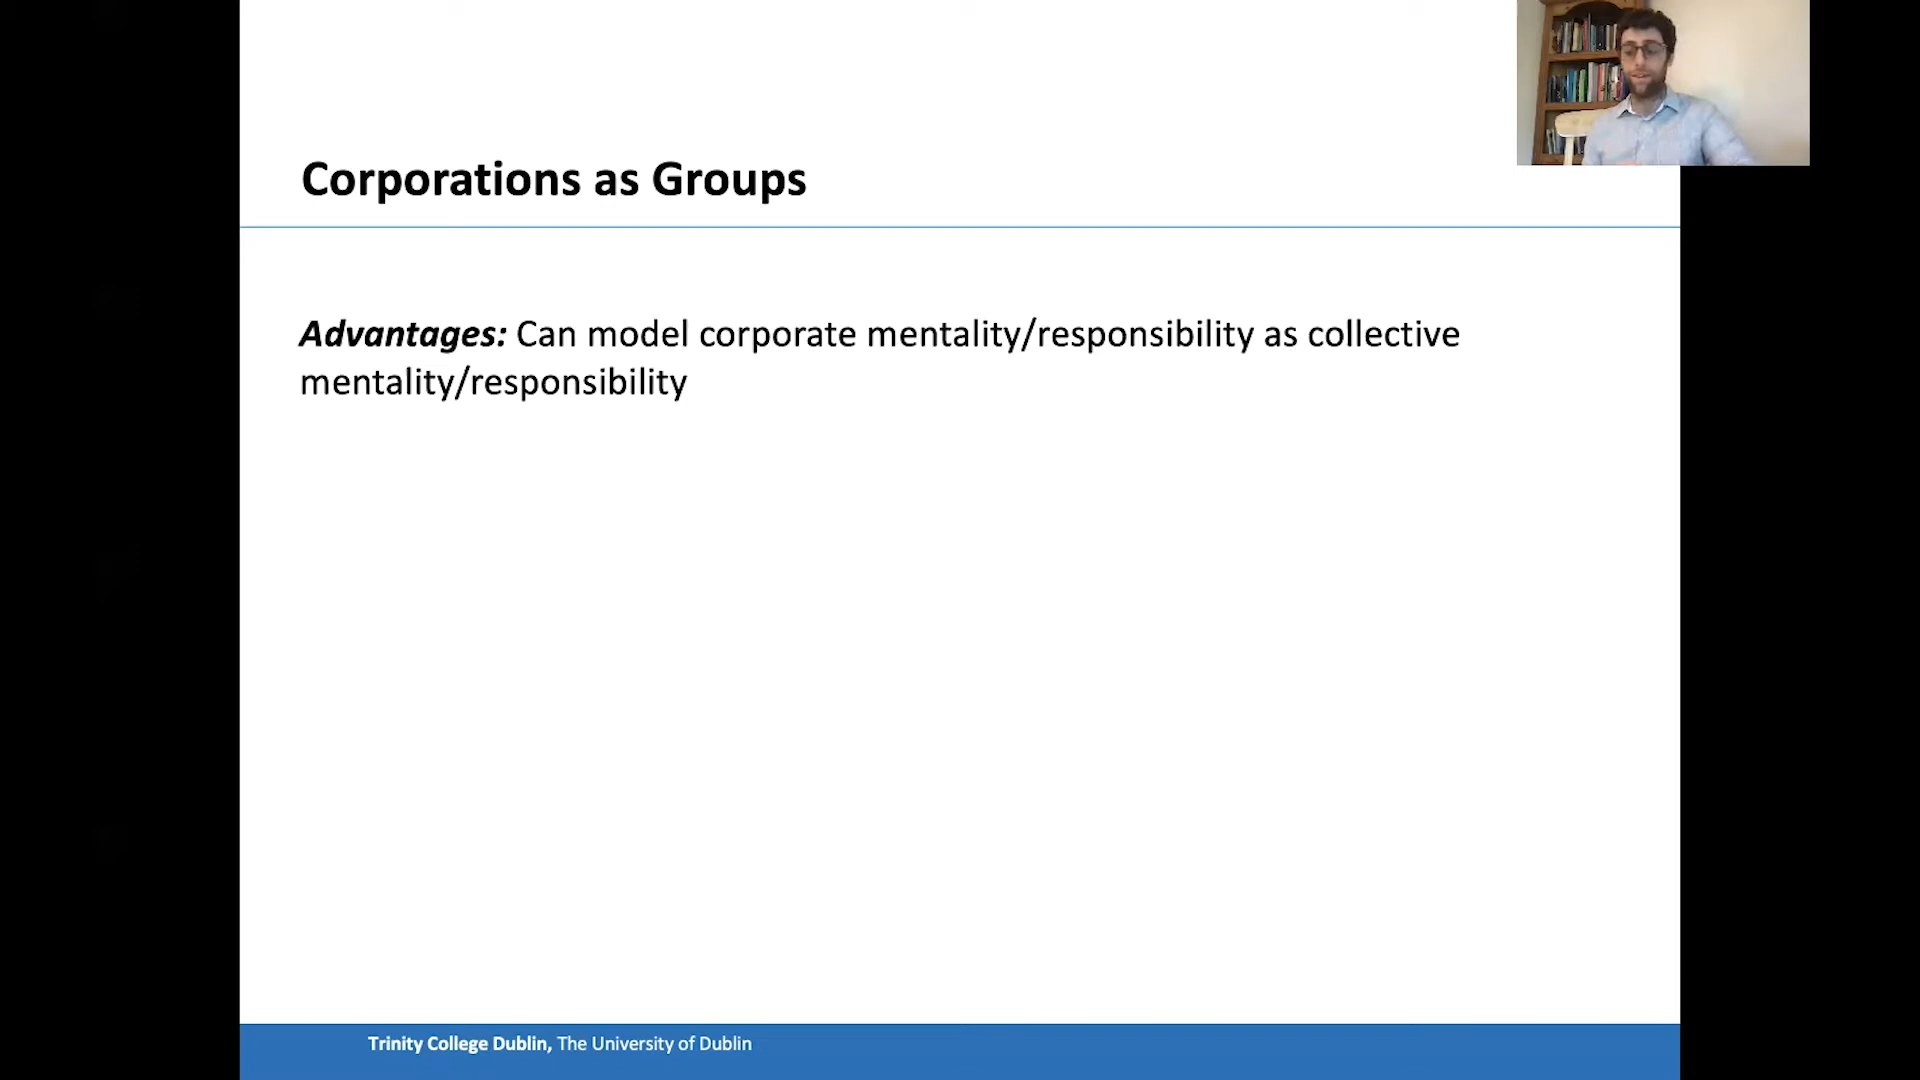 Corporations as Groups
Advantages: Can model corporate mentality/responsibility as collective
mentality/responsibility
Trinity College Dublin, The University of Dublin